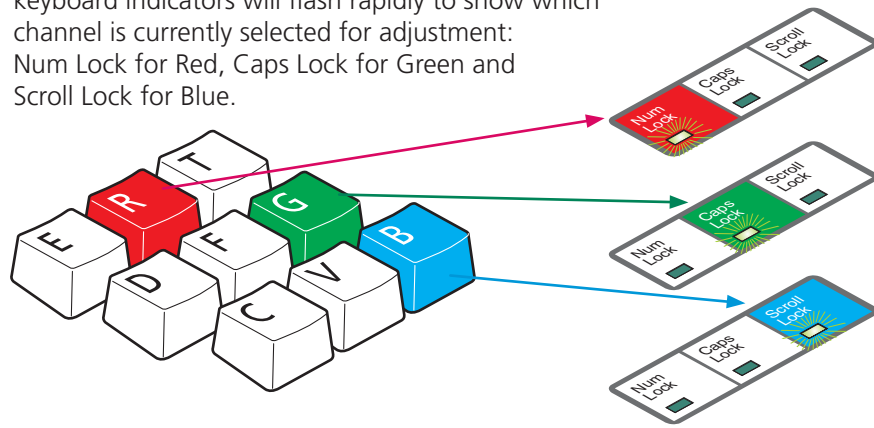 keyboard indicators will flash rapidly to show which
channel is currently selected for adjustment:
Num Lock for Red, Caps Lock for Green and
Scroll Lock for Blue.
T
R
E
G
F
D
B
V
C
Num
Lock
Caps
Lock
Scroll
Lock
Num
Lock
Caps
Lock
Scroll
Lock
Num
Lock
Caps
Lock
Scroll
Lock